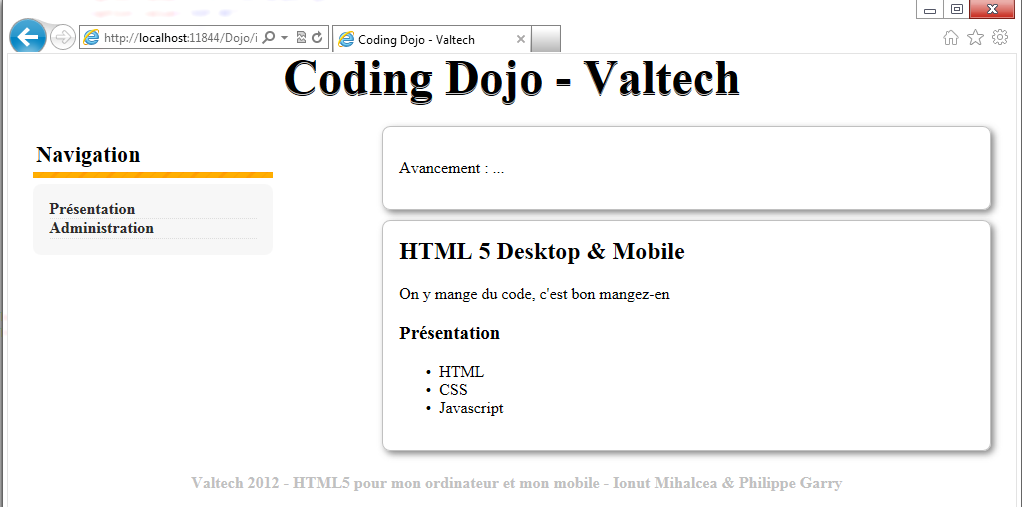 http://localhost:11844/Dojo/i
Coding Dojo - Valtech
Coding Dojo - Valtech
Navigation
Présentation
Administration
Avancement : ...
HTML 5 Desktop & Mobile
On y mange du code, c'est bon mangez-en
Présentation
• HTML
• CSS
• Javascript
Valtech 2012 - HTML5 pour mon ordinateur et mon mobile - Ionut Mihalcea & Philippe Garry